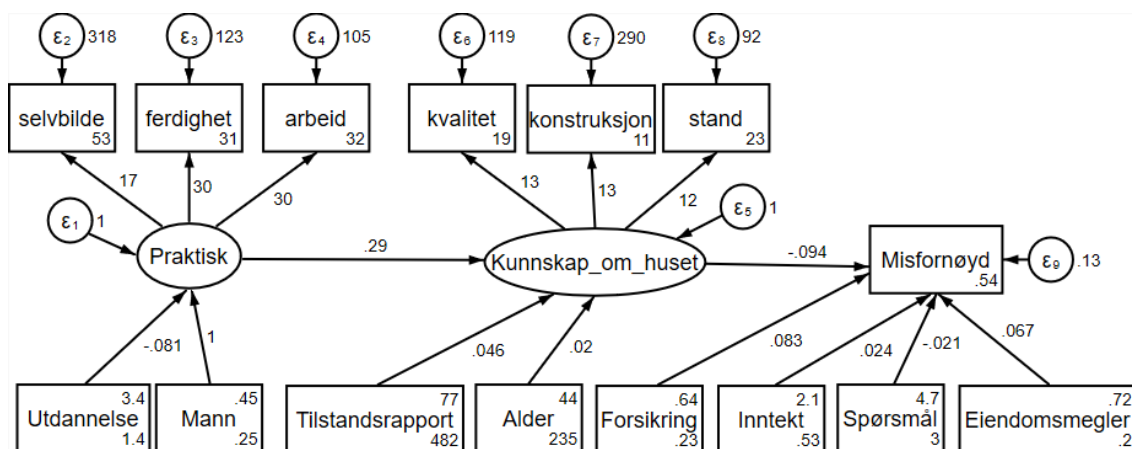 ε2 318 ε3 123 ε4 105 ε6 119 ε7 290 ε8 92
selvbilde 53 ferdighet 31 arbeid 32 kvalitet 19 konstruksjon 11 stand 23
17 30 30 13 13 12
ε1 1 ε5 1
Praktisk .29 Kunnskap_om_huset -.094 Misfornøyd .54 ε9 .13
-.081 1 .046 .02 .083 .024 -.021 .067
3.4 .45 77 44 .64 2.1 4.7 .72
Utdannelse Mann Tilstandsrapport Alder Forsikring Inntekt Spørsmål Eiendomsmegler
1.4 .25 482 235 .23 .53 3 .2